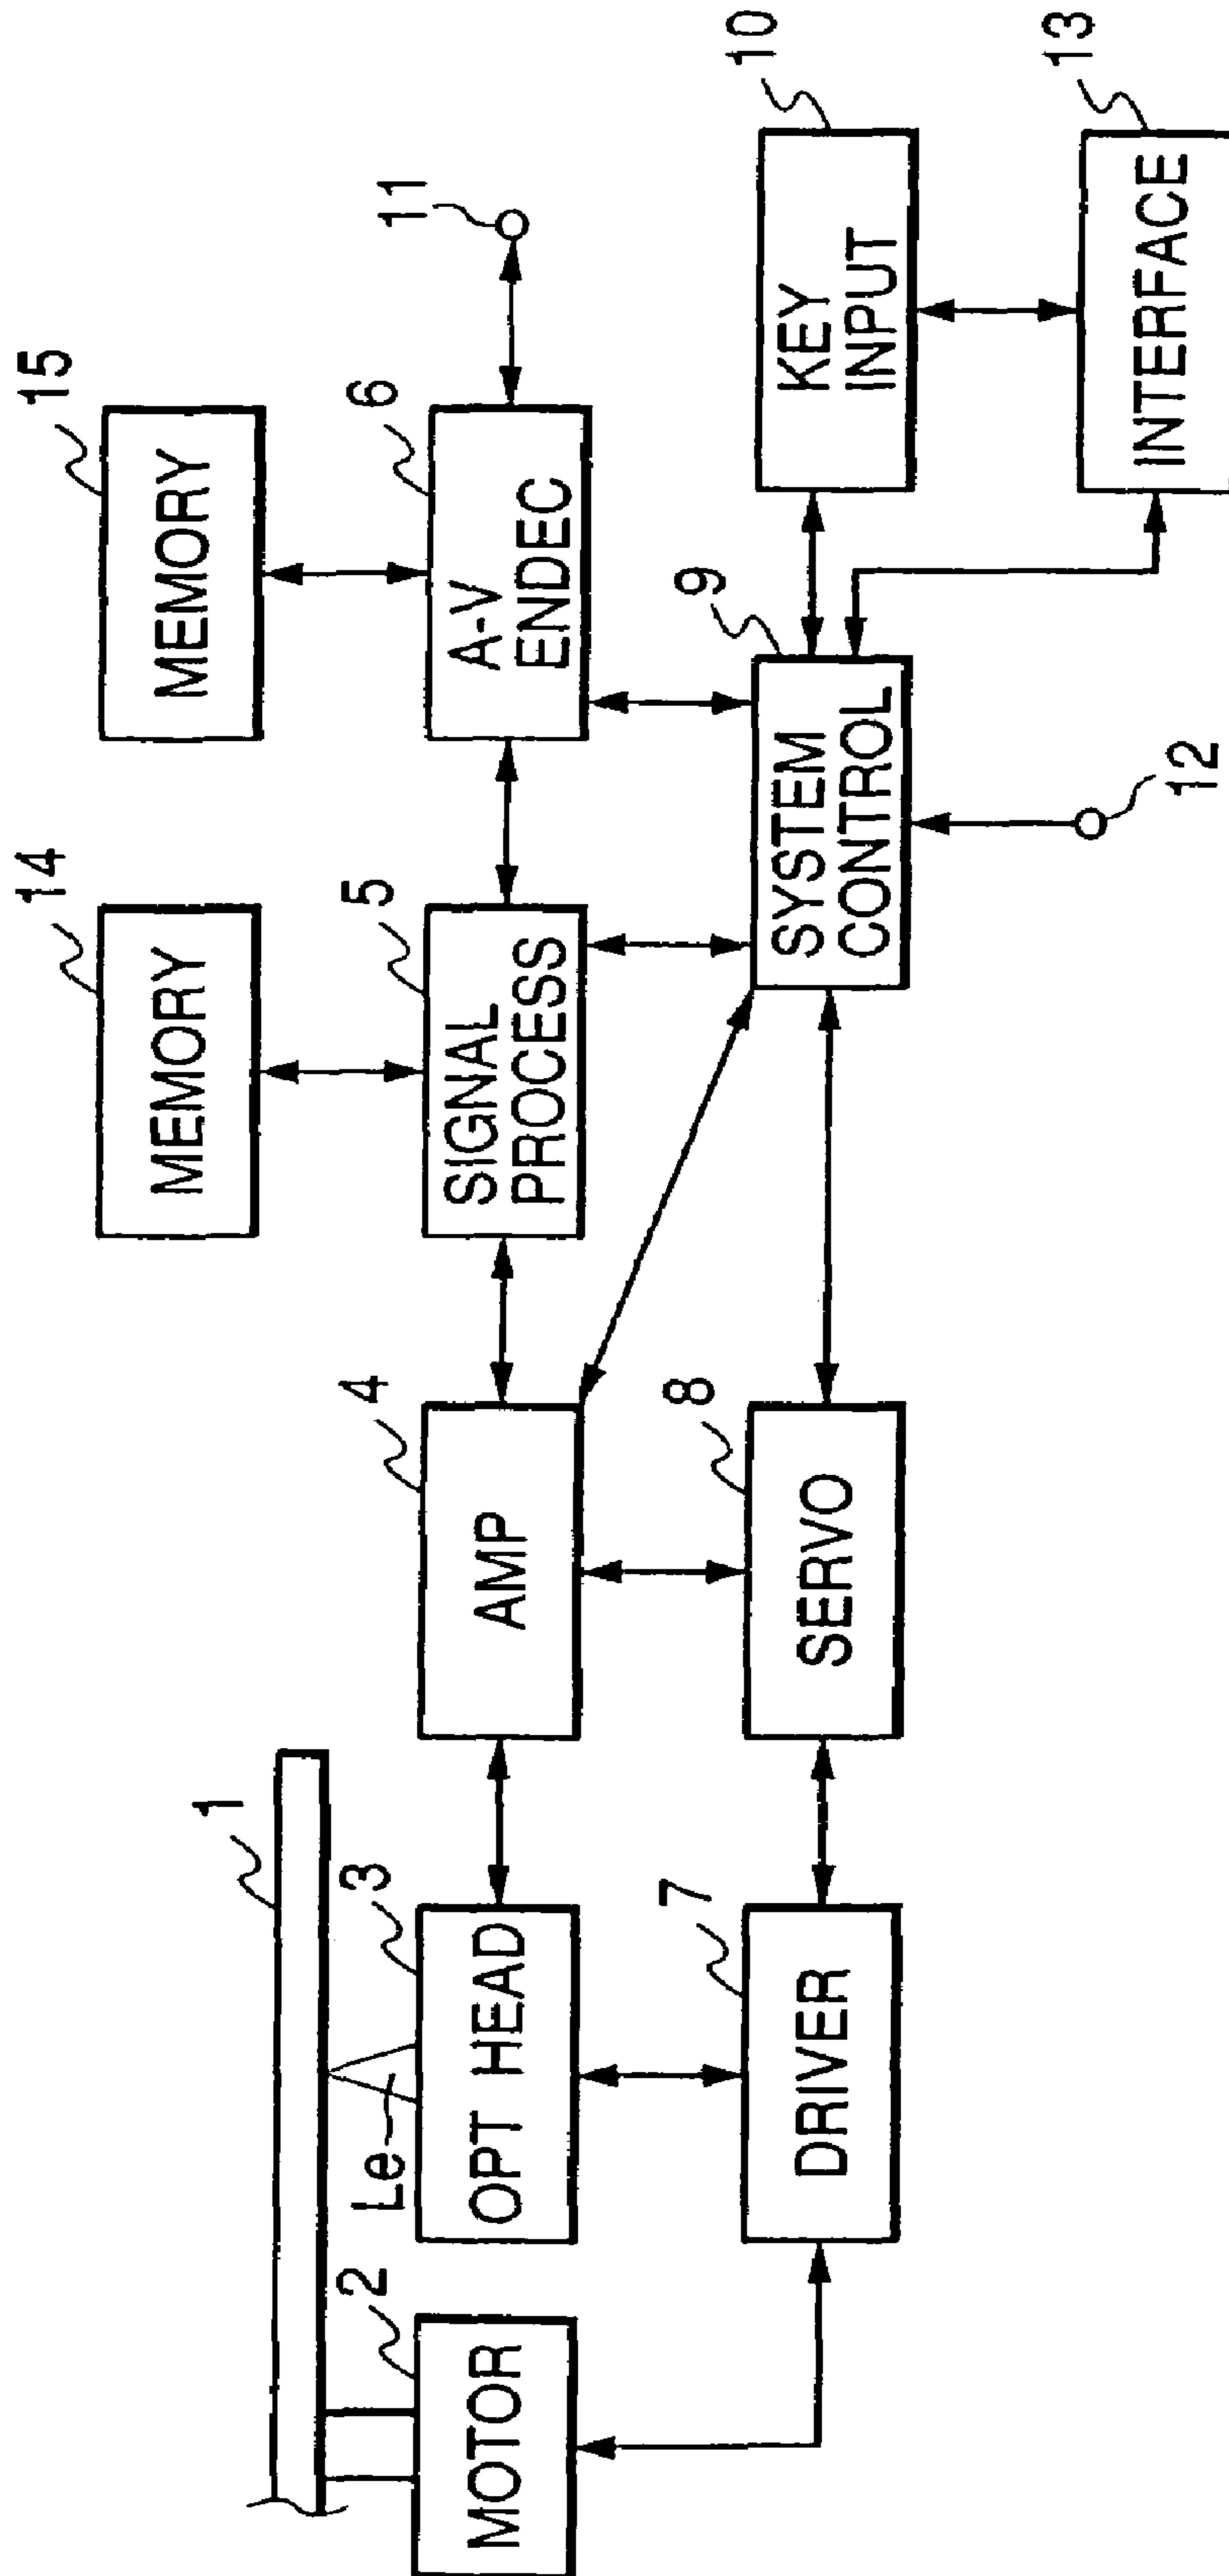 14
15
MEMORY
MEMORY
11
1
2
3
4
5
6
Le
MOTOR
OPT HEAD
AMP
SIGNAL
PROCESS
A-V
ENDEC
7
8
9
10
DRIVER
SERVO
SYSTEM
CONTROL
KEY
INPUT
12
13
INTERFACE